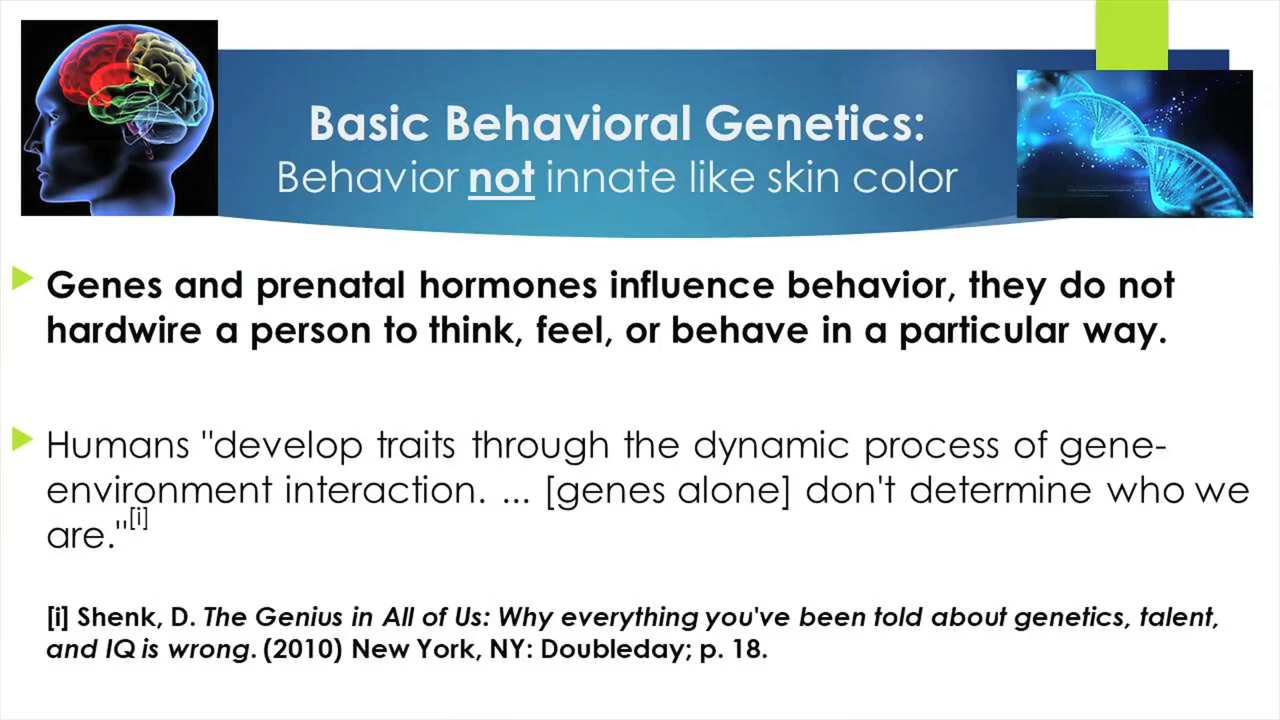 Basic Behavioral Genetics:
Behavior not innate like skin color
Genes and prenatal hormones influence behavior, they do not
hardwire a person to think, feel, or behave in a particular way.
Humans "develop traits through the dynamic process of gene-
environment interaction. ... [genes alone] don't determine who we
are."[i]
[i] Shenk, D. The Genius in All of Us: Why everything you've been told about genetics, talent,
and IQ is wrong. (2010) New York, NY: Doubleday; p. 18.